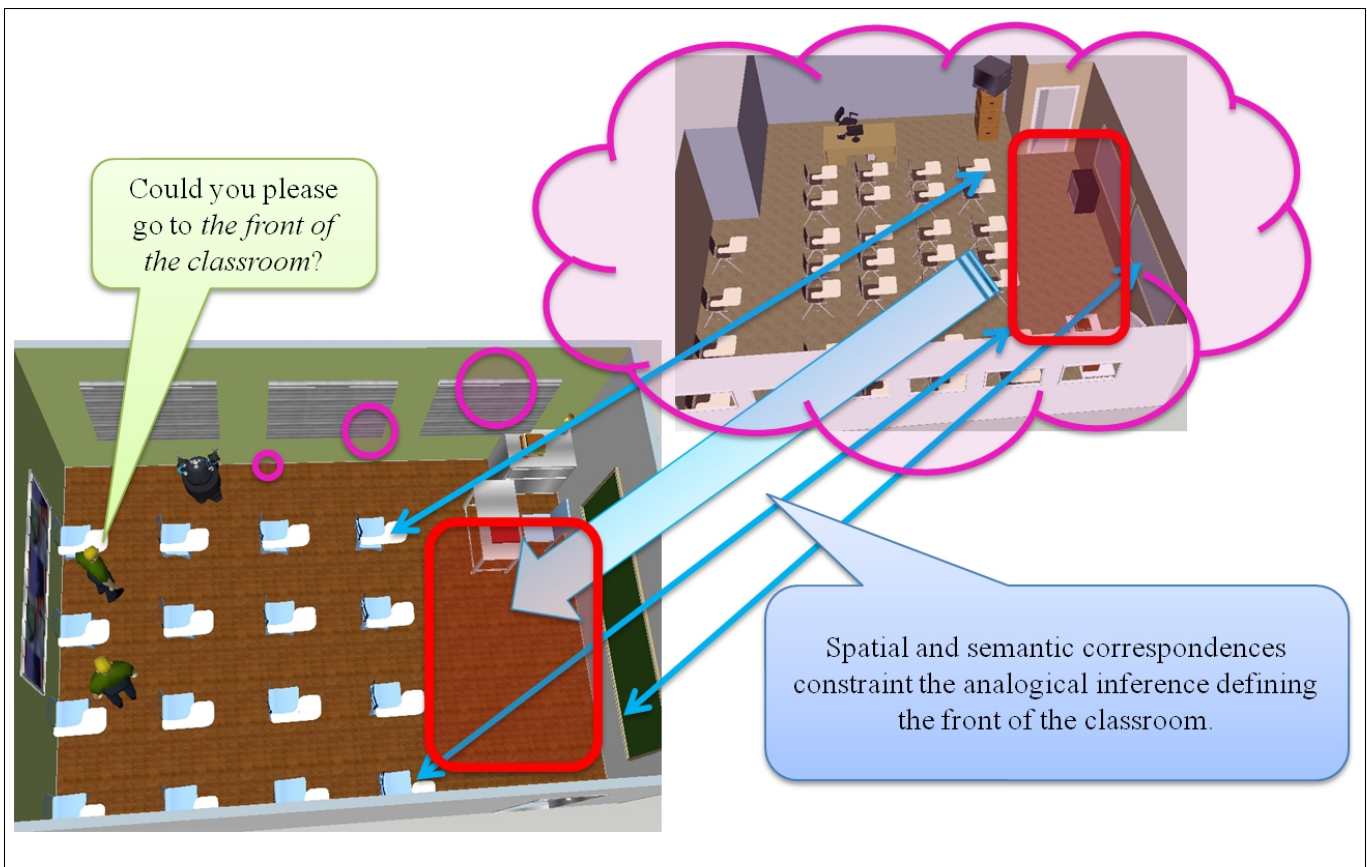 Could you please
go to the front of
the classroom?
Spatial and semantic correspondences
constraint the analogical inference defining
the front of the classroom.